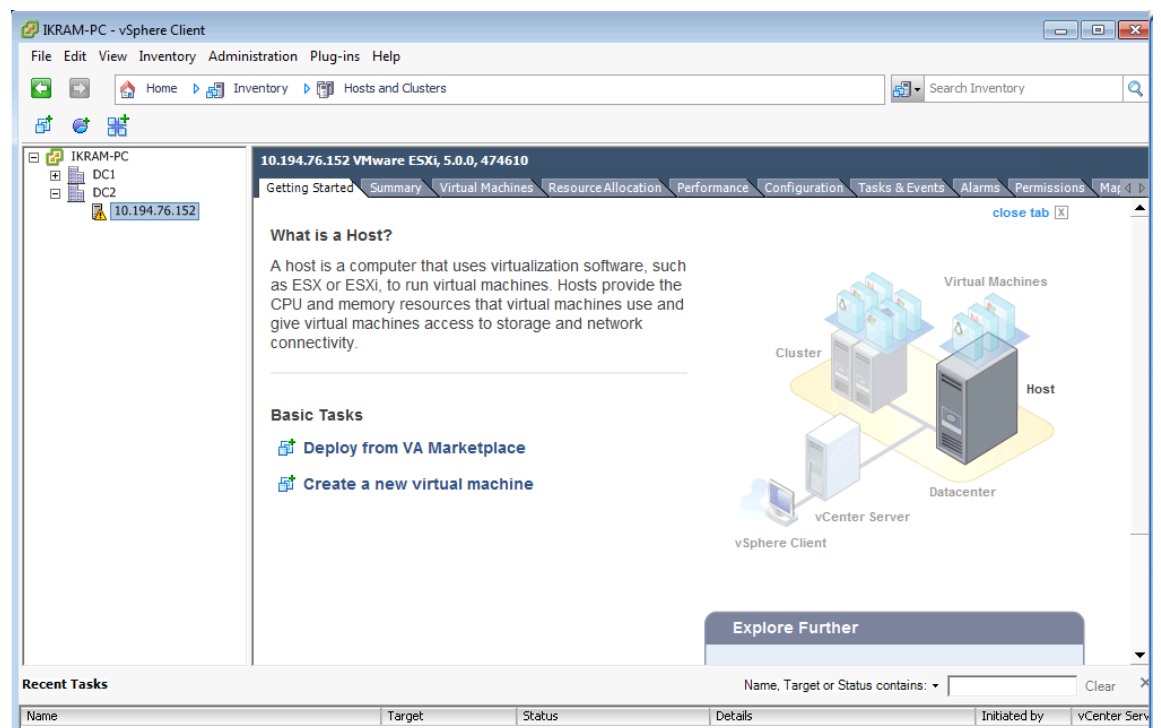 IKRAM-PC - vSphere Client
File Edit View Inventory Administration Plug-ins Help
Home Inventory Hosts and Clusters Search Inventory
IKRAM-PC
DC1
DC2
10.194.76.152
10.194.76.152 VMware ESXi, 5.0.0, 474610
Getting Started Summary Virtual Machines Resource Allocation Performance Configuration Tasks & Events Alarms Permissions Map
close tab X
What is a Host?
A host is a computer that uses virtualization software, such
as ESX or ESXi, to run virtual machines. Hosts provide the
CPU and memory resources that virtual machines use and
give virtual machines access to storage and network
connectivity.
Basic Tasks
Deploy from VA Marketplace
Create a new virtual machine
Virtual Machines
Cluster
Host
Datacenter
vCenter Server
vSphere Client
Explore Further
Recent Tasks Name, Target or Status contains: Clear
Name Target Status Details Initiated by vCenter Serv